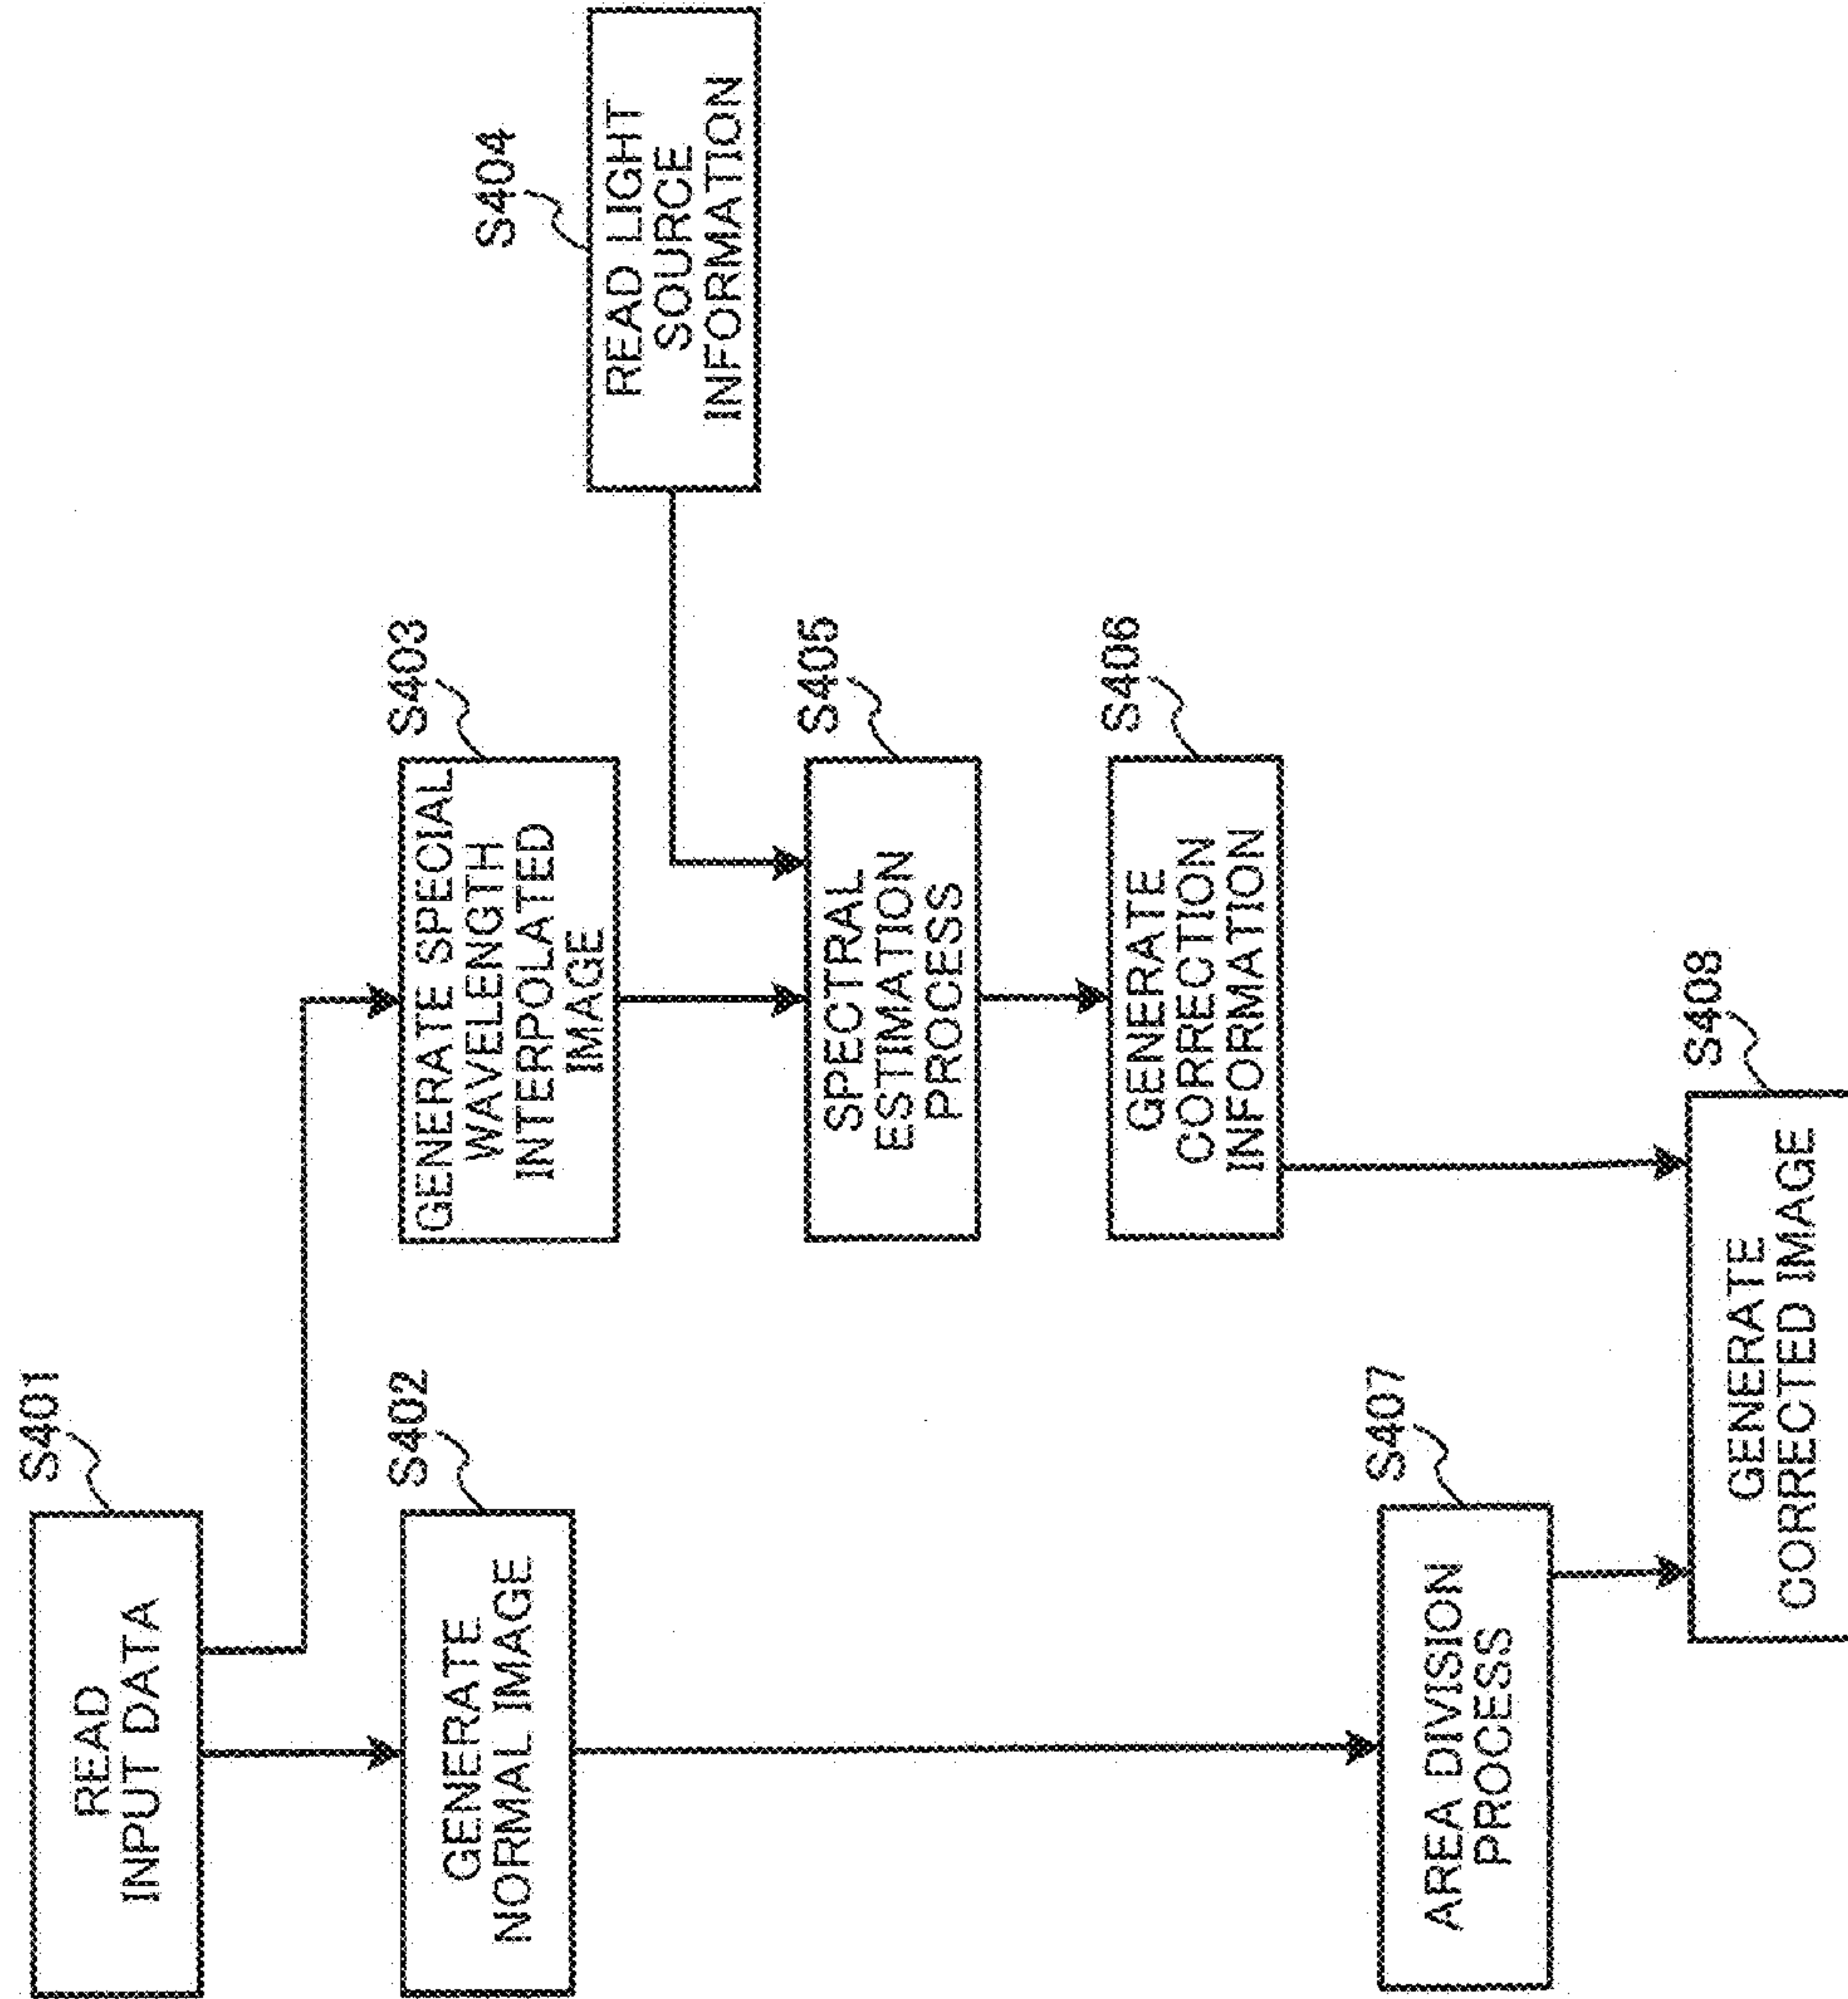 S401
READ
INPUT DATA
S402
GENERATE
NORMAL IMAGE
S403
GENERATE SPECIAL
WAVELENGTH
INTERPOLATED
IMAGE
S404
READ LIGHT
SOURCE
INFORMATION
S405
SPECTRAL
ESTIMATION
PROCESS
S406
GENERATE
CORRECTION
INFORMATION
S407
AREA DIVISION
PROCESS
S408
GENERATE
CORRECTED IMAGE